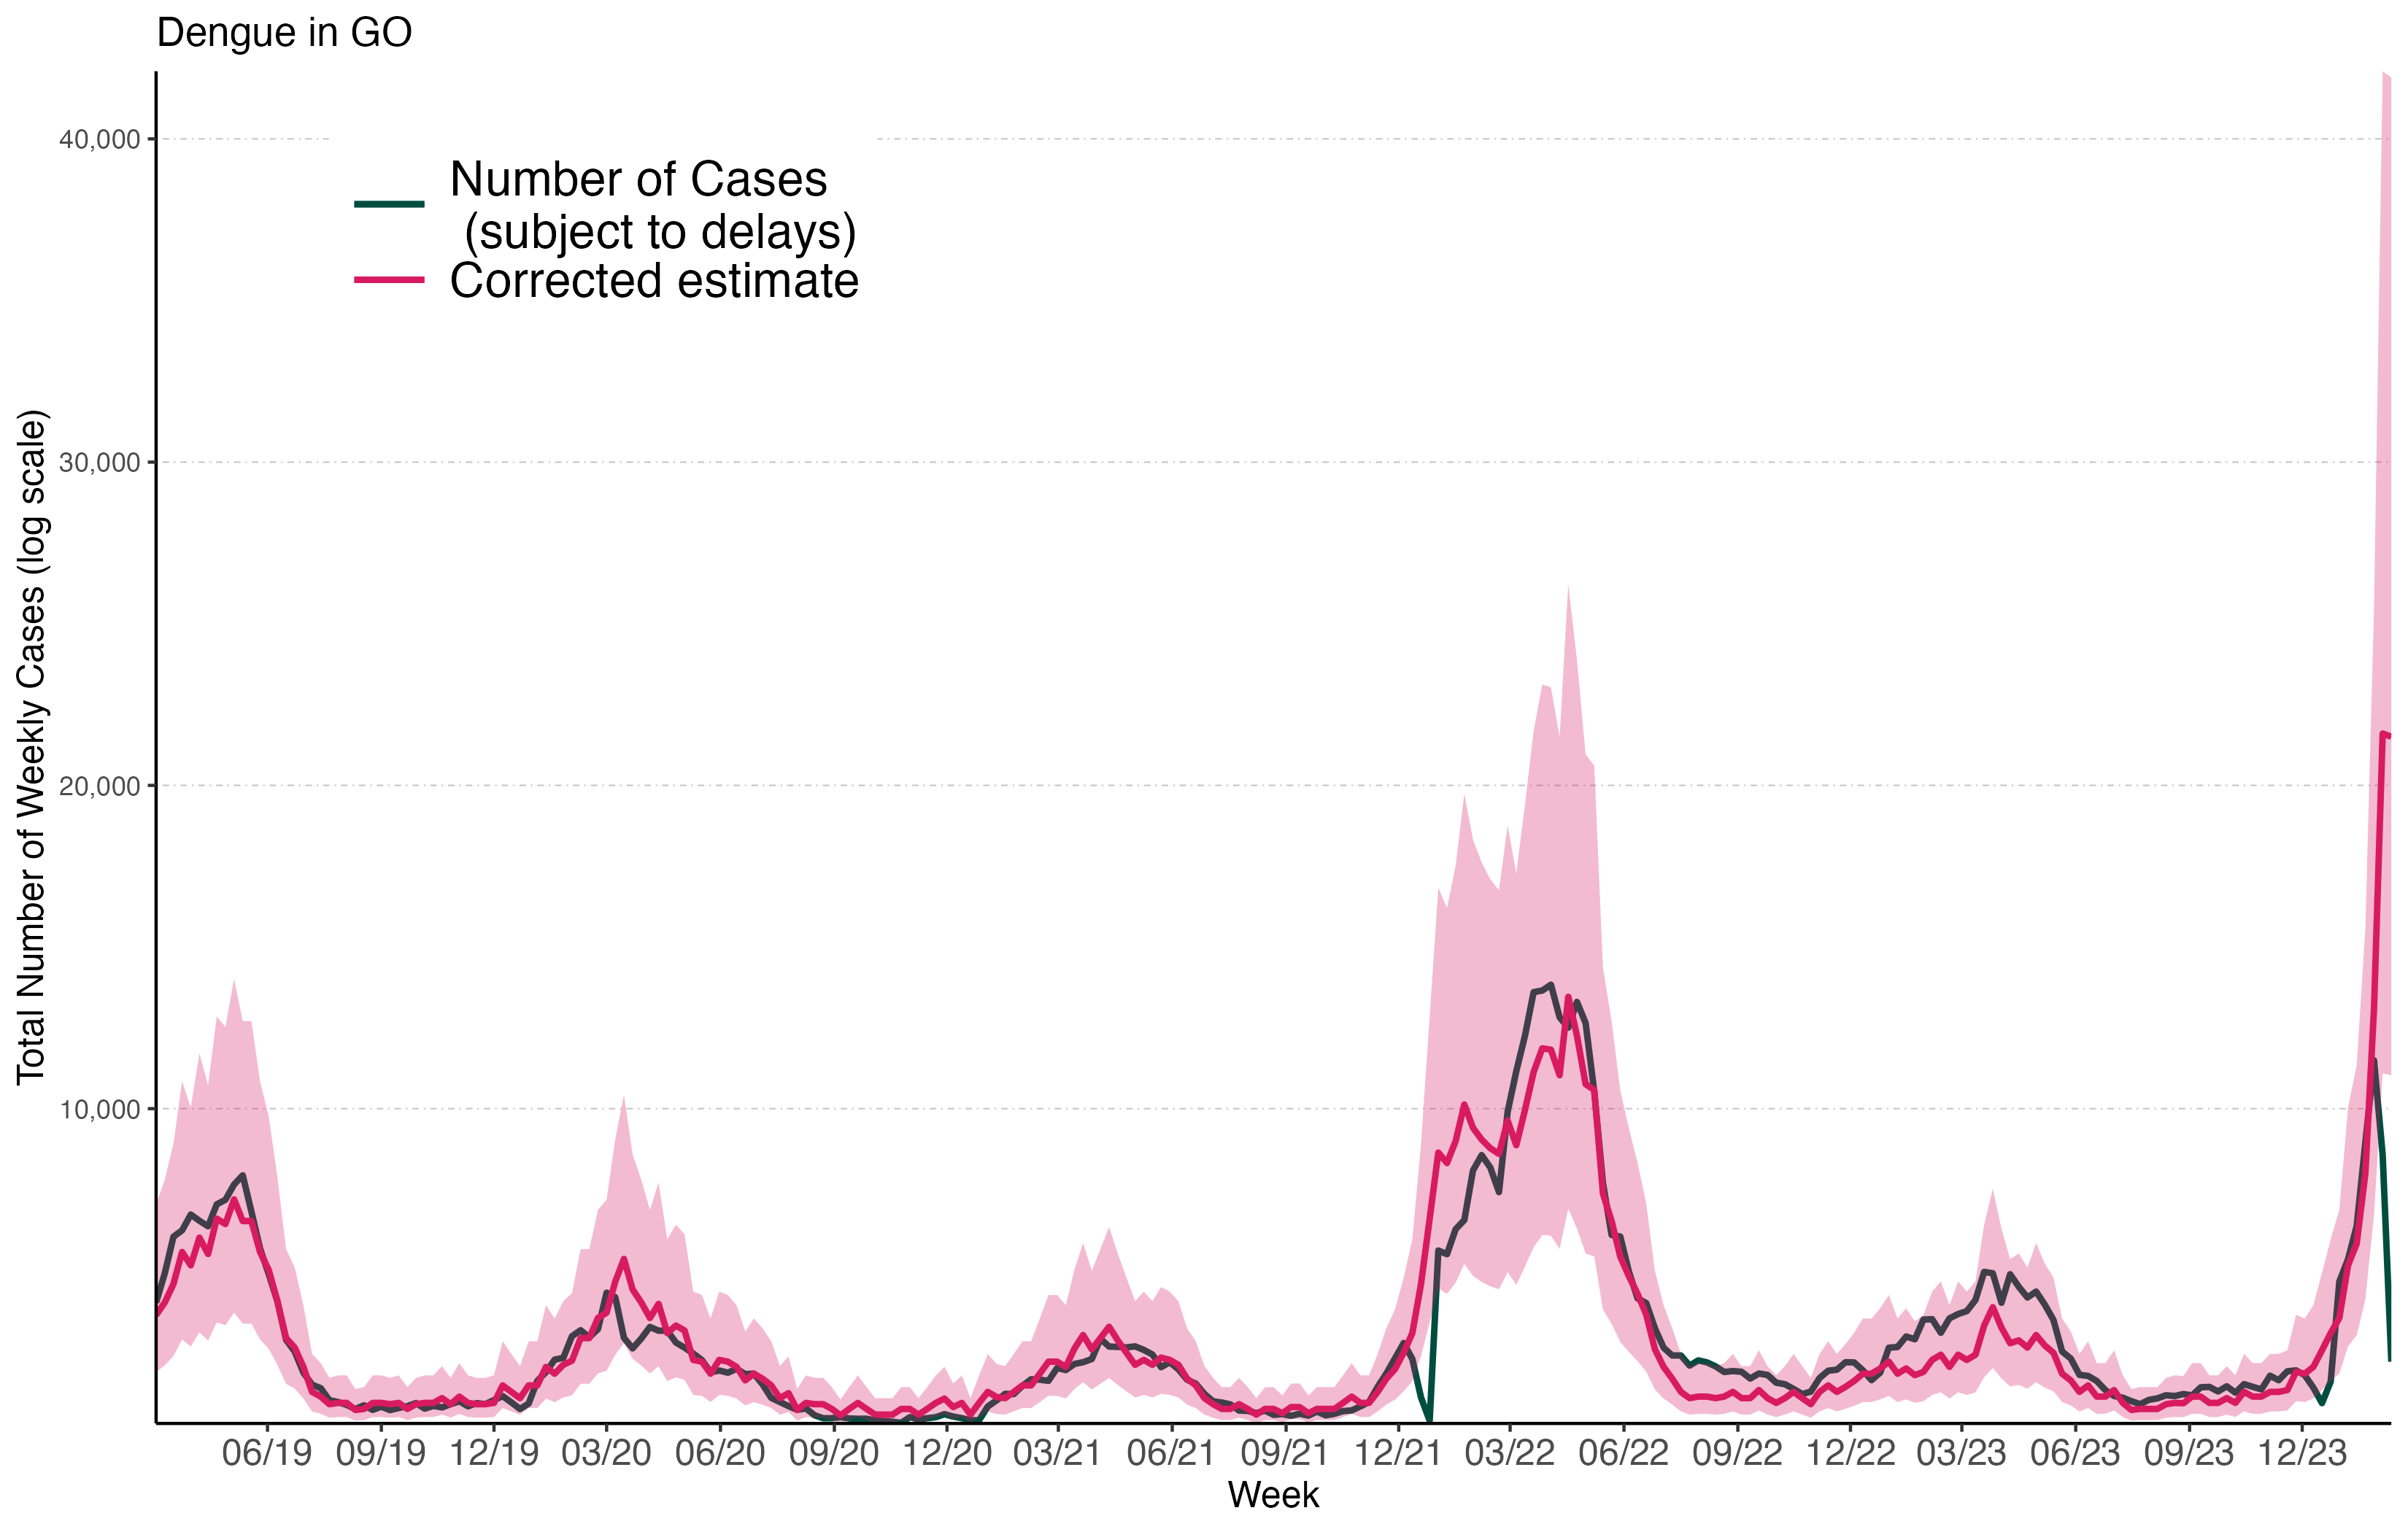 Dengue in GO
Number of Cases
(subject to delays)
Corrected estimate
Total Number of Weekly Cases (log scale)
40,000
30,000
20,000
10,000
06/19 09/19 12/19 03/20 06/20 09/20 12/20 03/21 06/21 09/21 12/21 03/22 06/22 09/22 12/22 03/23 06/23 09/23 12/23
Week